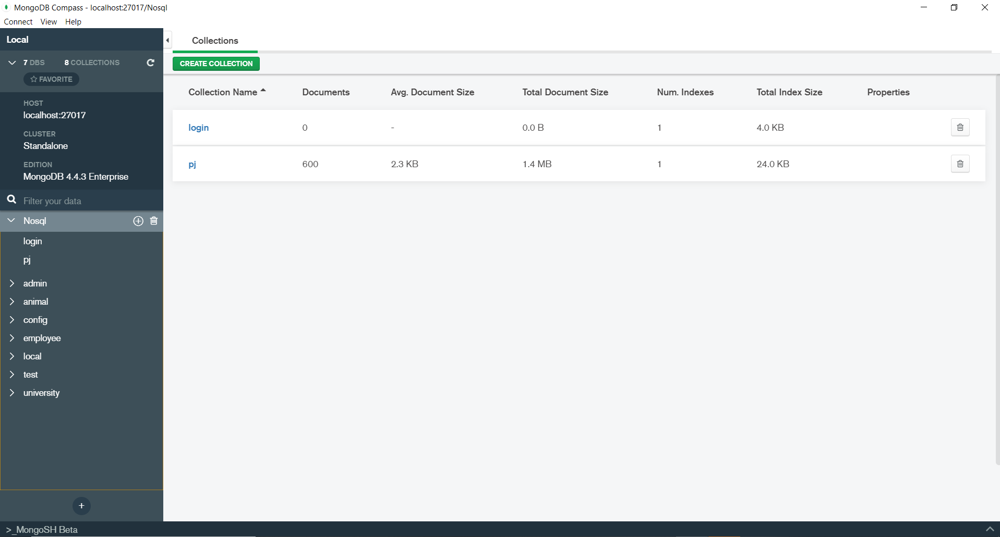 MongoDB Compass - localhost:27017/Nosql
Connect View Help
Local
7 DBS 8 COLLECTIONS
FAVORITE
HOST
localhost:27017
CLUSTER
Standalone
EDITION
MongoDB 4.4.3 Enterprise
Filter your data
Nosql
login
pj
admin
animal
config
employee
local
test
university
+
Collections
CREATE COLLECTION
Collection Name Documents Avg. Document Size Total Document Size Num. Indexes Total Index Size Properties
login 0 - 0.0 B 1 4.0 KB
pj 600 2.3 KB 1.4 MB 1 24.0 KB
>_MongoSH Beta